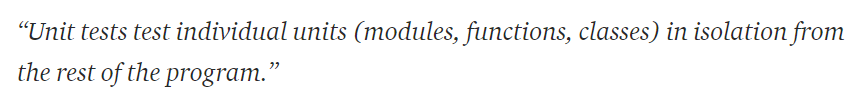 “Unit tests test individual units (modules, functions, classes) in isolation from
the rest of the program.”